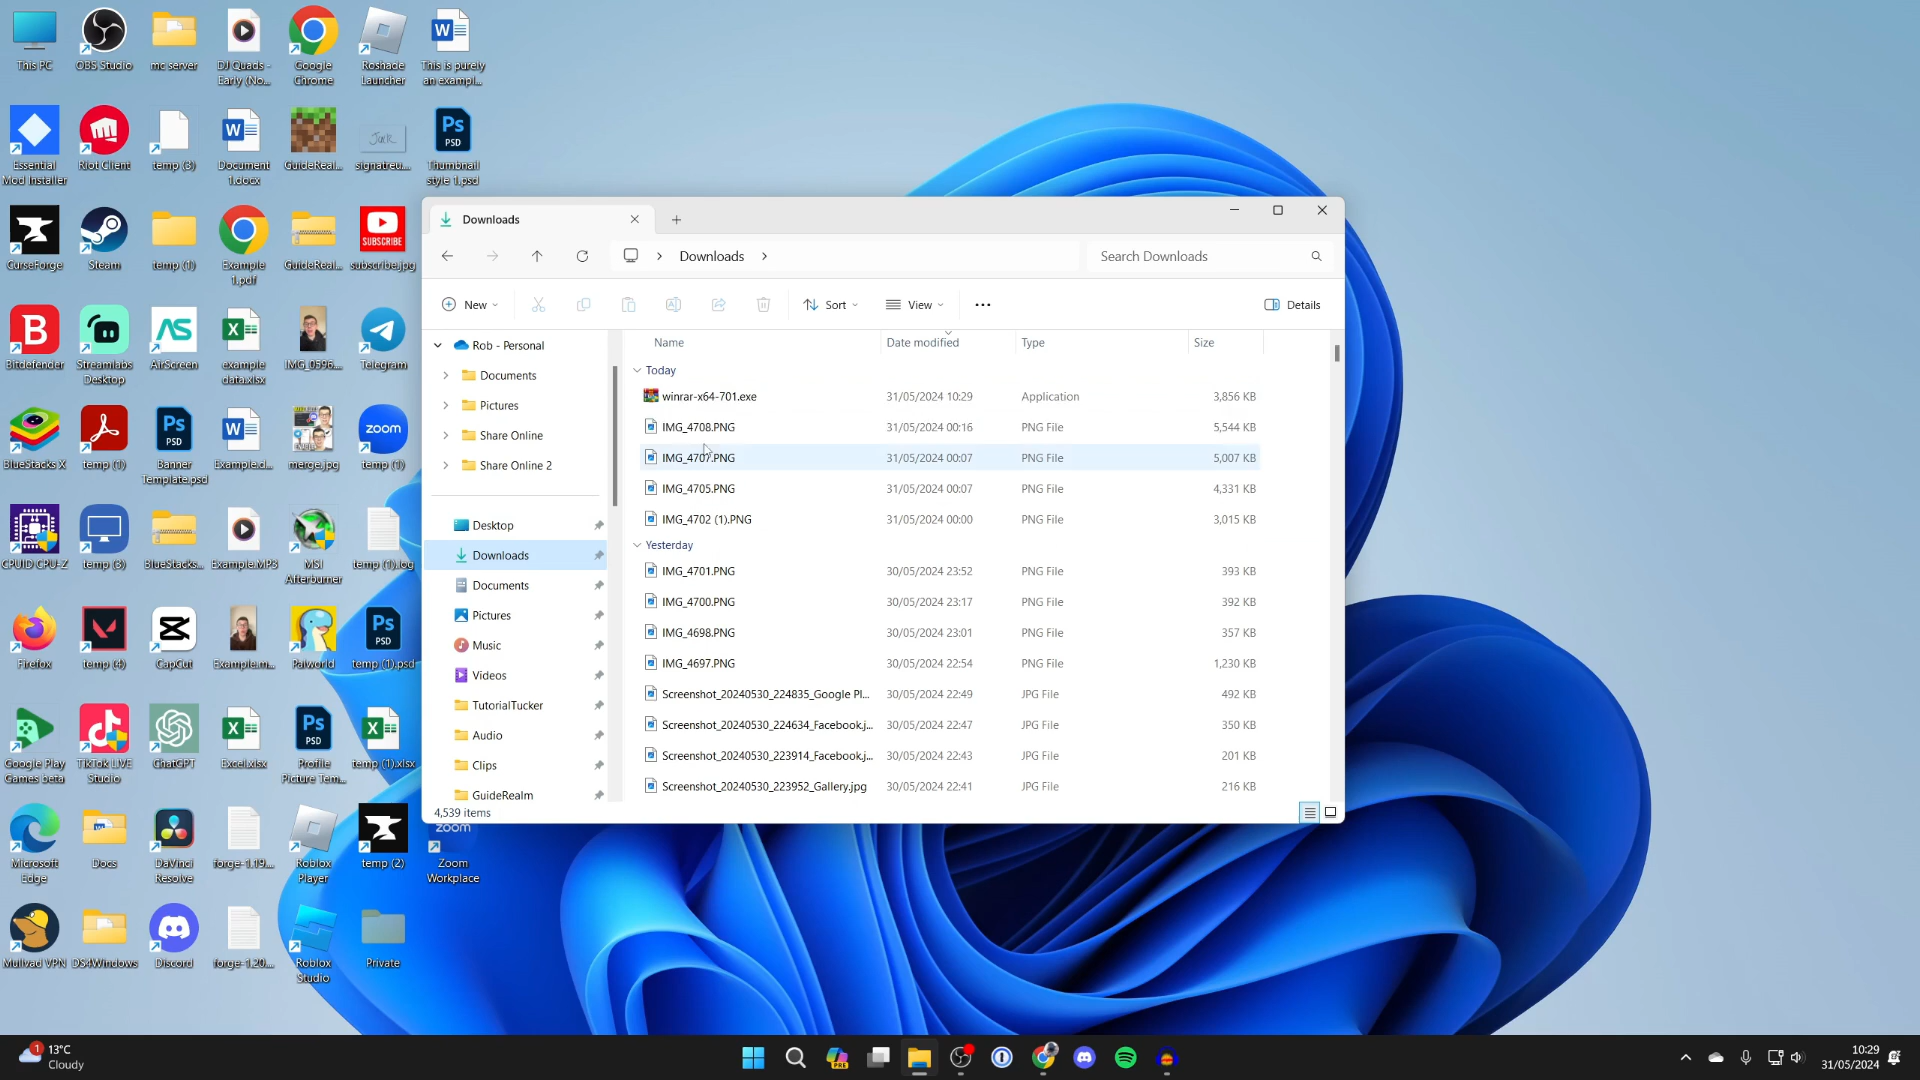 This PC
OBS Studio
mc server
DJ Quads -
Early (No...
Google
Chrome
Roshade
Launcher
This is purely
an exampl...
W
Essential
Mod Installer
Riot Client
temp (3)
Document
1.docx
GuideReal...
signatreu...
Thumbnail
style 1.psd
Jack
Ps
PSD
CurseForge
Steam
temp (1)
Example
1.pdf
GuideReal...
subscribe.jpg
SUBSCRIBE
Bitdefender
Streamlabs
Desktop
AirScreen
example
data.xlsx
IMG_0596....
Telegram
BlueStacks X
temp (1)
Banner
Template.psd
Example.d...
merge.jpg
temp (1)
zoom
CPUID CPU-Z
temp (3)
BlueStacks...
Example.MP3
MSI
Afterburner
temp (1).log
Firefox
temp (4)
CapCut
Example.m...
Palworld
temp (1).psd
Google Play
Games beta
TikTok LIVE
Studio
ChatGPT
Excel.xlsx
Profile
Picture Tem...
temp (1).xlsx
Microsoft
Edge
Docs
DaVinci
Resolve
forge-1.19....
Roblox
Player
temp (2)
zoom
Zoom
Workplace
Mullvad VPN
DS4Windows
Discord
forge-1.20....
Roblox
Studio
Private
Downloads
Downloads
Search Downloads
New
Sort
View
Details
Rob - Personal
Documents
Pictures
Share Online
Share Online 2
Desktop
Downloads
Documents
Pictures
Music
Videos
TutorialTucker
Audio
Clips
GuideRealm
Name Date modified Type Size
Today
winrar-x64-701.exe 31/05/2024 10:29 Application 3,856 KB
IMG_4708.PNG 31/05/2024 00:16 PNG File 5,544 KB
IMG_4707.PNG 31/05/2024 00:07 PNG File 5,007 KB
IMG_4705.PNG 31/05/2024 00:07 PNG File 4,331 KB
IMG_4702 (1).PNG 31/05/2024 00:00 PNG File 3,015 KB
Yesterday
IMG_4701.PNG 30/05/2024 23:52 PNG File 393 KB
IMG_4700.PNG 30/05/2024 23:17 PNG File 392 KB
IMG_4698.PNG 30/05/2024 23:01 PNG File 357 KB
IMG_4697.PNG 30/05/2024 22:54 PNG File 1,230 KB
Screenshot_20240530_224835_Google Pl... 30/05/2024 22:49 JPG File 492 KB
Screenshot_20240530_224634_Facebook.j... 30/05/2024 22:47 JPG File 350 KB
Screenshot_20240530_223914_Facebook.j... 30/05/2024 22:43 JPG File 201 KB
Screenshot_20240530_223952_Gallery.jpg 30/05/2024 22:41 JPG File 216 KB
4,539 items
1
13°C
Cloudy
PRE
10:29
31/05/2024